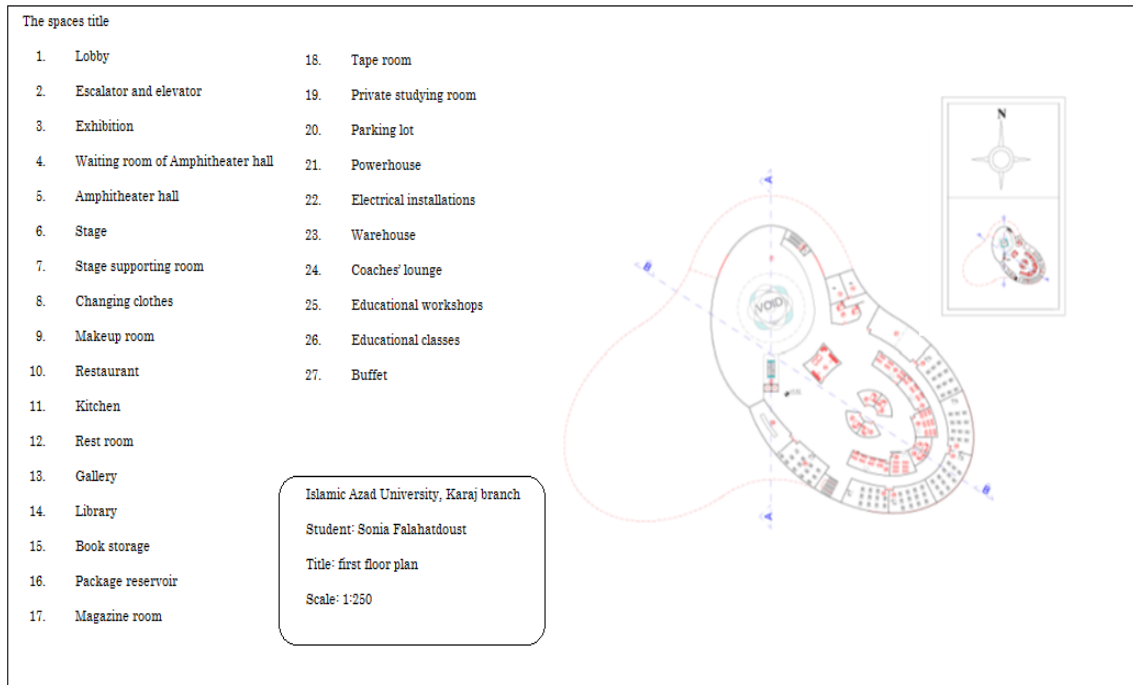 The spaces title
1. Lobby
2. Escalator and elevator
3. Exhibition
4. Waiting room of Amphitheater hall
5. Amphitheater hall
6. Stage
7. Stage supporting room
8. Changing clothes
9. Makeup room
10. Restaurant
11. Kitchen
12. Rest room
13. Gallery
14. Library
15. Book storage
16. Package reservoir
17. Magazine room
18. Tape room
19. Private studying room
20. Parking lot
21. Powerhouse
22. Electrical installations
23. Warehouse
24. Coaches' lounge
25. Educational workshops
26. Educational classes
27. Buffet
Islamic Azad University, Karaj branch
Student: Sonia Falahatdoust
Title: first floor plan
Scale: 1:250
A
B
VOID
B
A
N